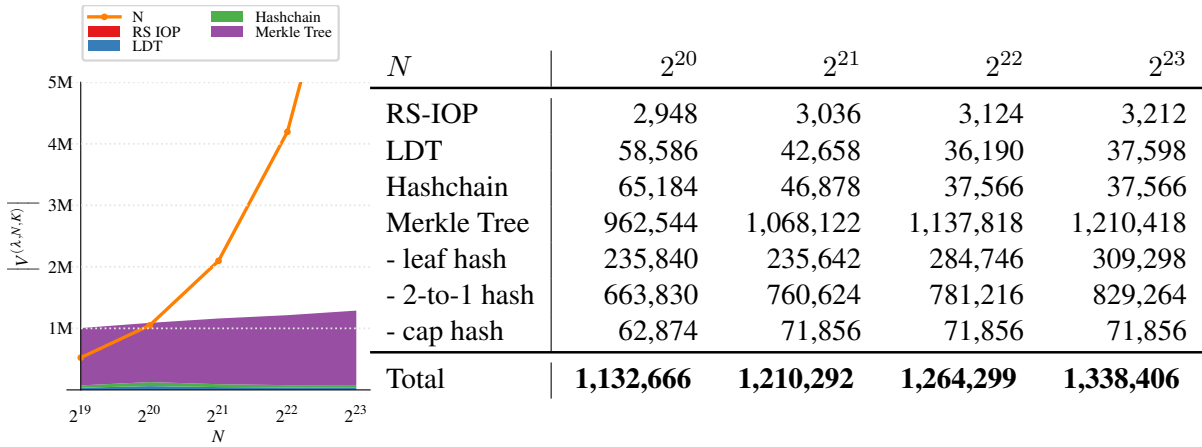 N
RS IOP
LDT
Hashchain
Merkle Tree
5M
4M
3M
2M
1M
|V^(λ,N,K)|
2^19 2^20 2^21 2^22 2^23
N
N 2^20 2^21 2^22 2^23
RS-IOP 2,948 3,036 3,124 3,212
LDT 58,586 42,658 36,190 37,598
Hashchain 65,184 46,878 37,566 37,566
Merkle Tree 962,544 1,068,122 1,137,818 1,210,418
- leaf hash 235,840 235,642 284,746 309,298
- 2-to-1 hash 663,830 760,624 781,216 829,264
- cap hash 62,874 71,856 71,856 71,856
Total 1,132,666 1,210,292 1,264,299 1,338,406